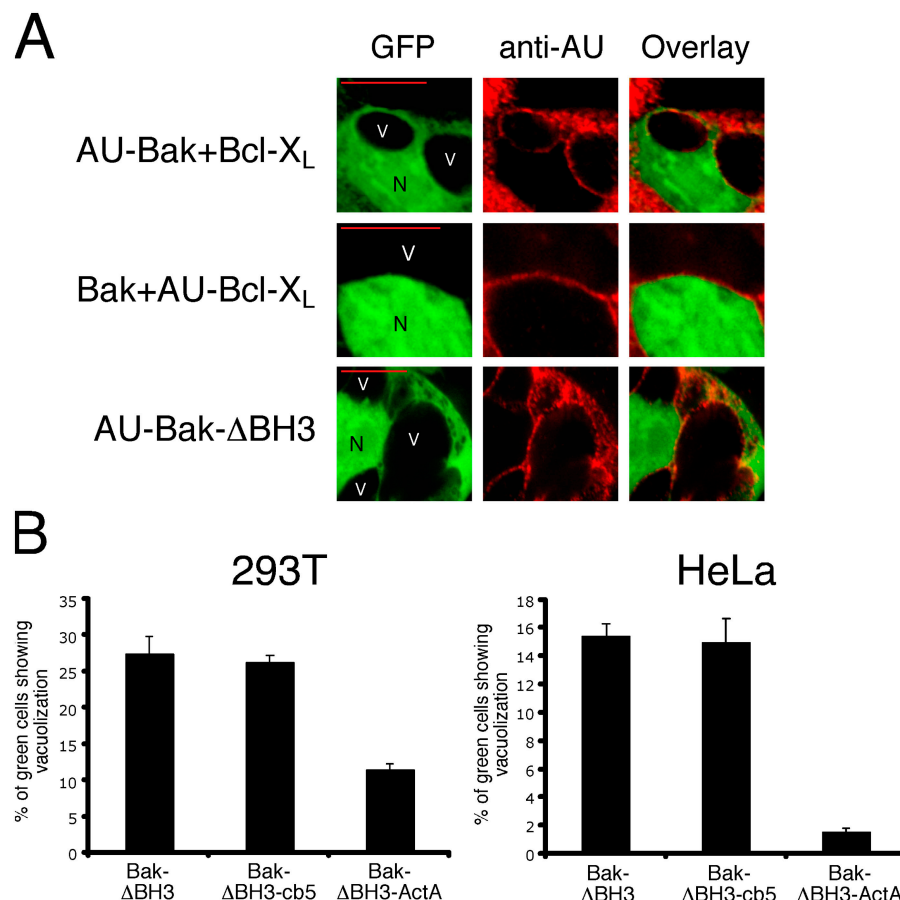 A
GFP anti-AU Overlay
AU-Bak+Bcl-XL
V
V
N
Bak+AU-Bcl-XL
V
N
AU-Bak-ΔBH3
V
N
V
V
B
293T
% of green cells showing
vacuolization
35
30
25
20
15
10
5
0
Bak-
ΔBH3
Bak-
ΔBH3-cb5
Bak-
ΔBH3-ActA
HeLa
% of green cells showing
vacuolization
18
16
14
12
10
8
6
4
2
0
Bak-
ΔBH3
Bak-
ΔBH3-cb5
Bak-
ΔBH3-ActA